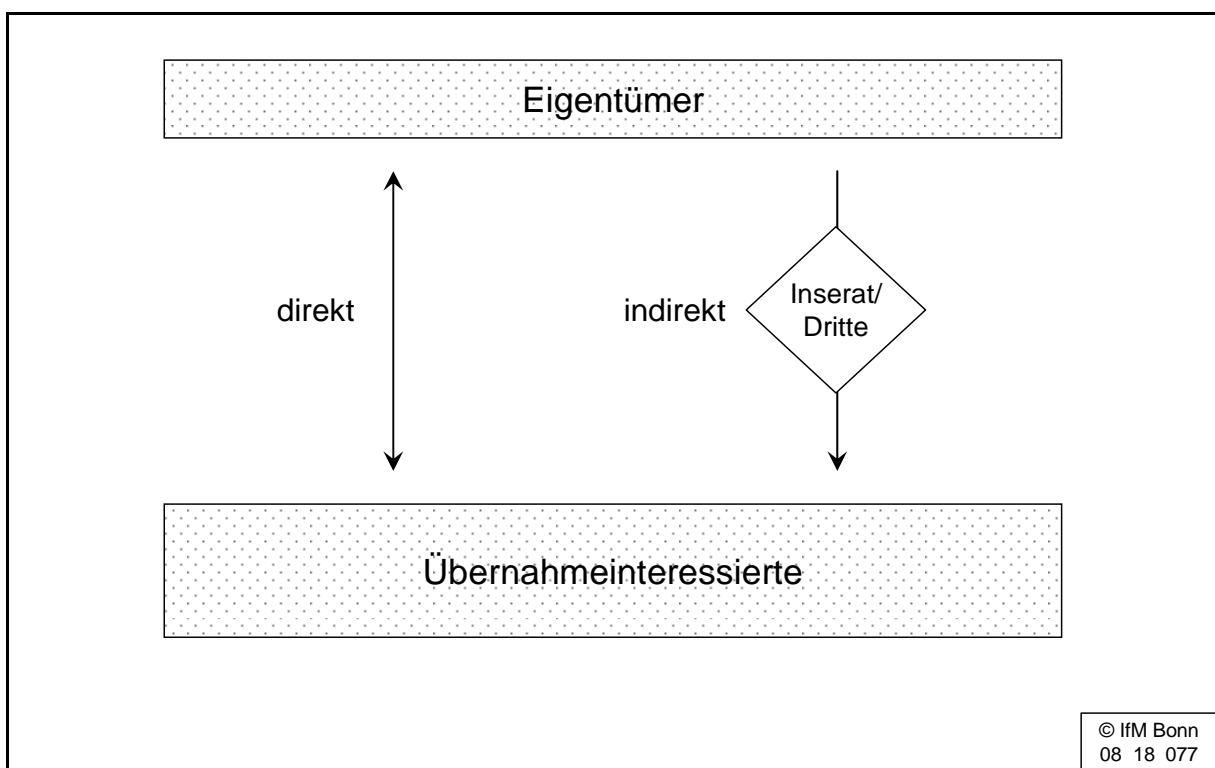 Eigentümer
direkt
indirekt
Inserat/
Dritte
Übernahmeinteressierte
© IfM Bonn
08 18 077